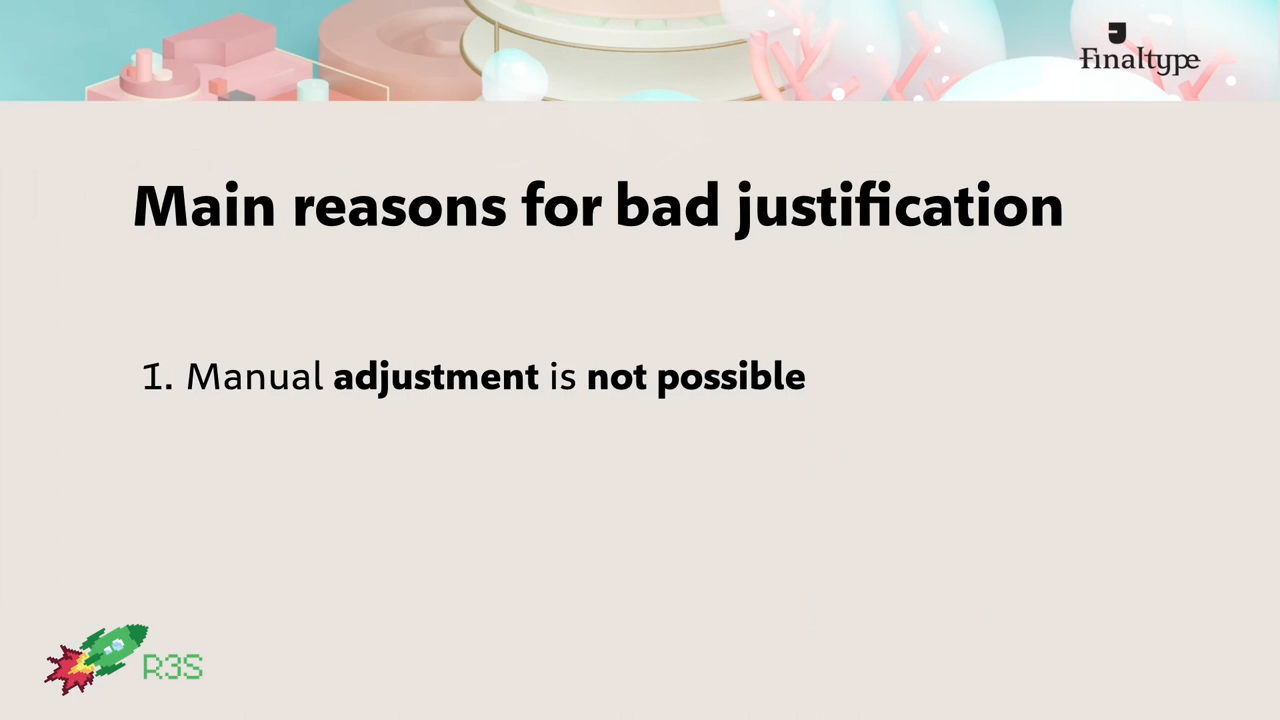 Finaltype
Main reasons for bad justification
1. Manual adjustment is not possible
R3S